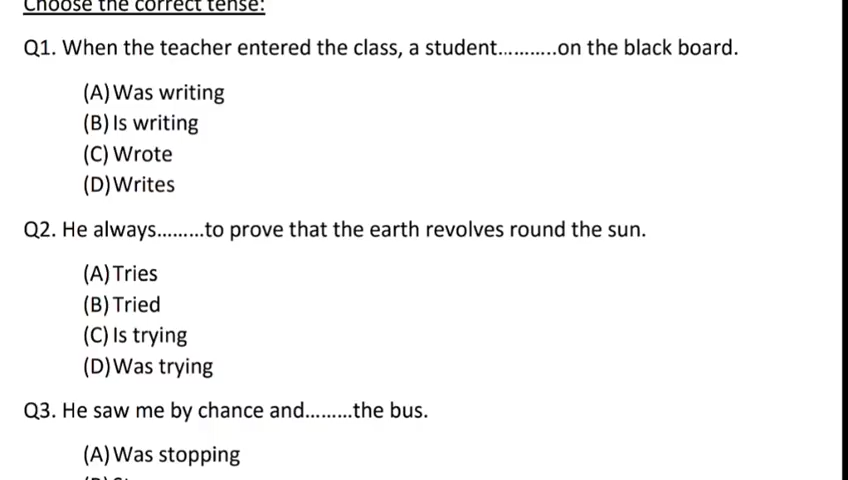 Choose the correct tense:
Q1. When the teacher entered the class, a student...........on the black board.
(A) Was writing
(B) Is writing
(C) Wrote
(D) Writes
Q2. He always.........to prove that the earth revolves round the sun.
(A) Tries
(B) Tried
(C) Is trying
(D) Was trying
Q3. He saw me by chance and.........the bus.
(A) Was stopping